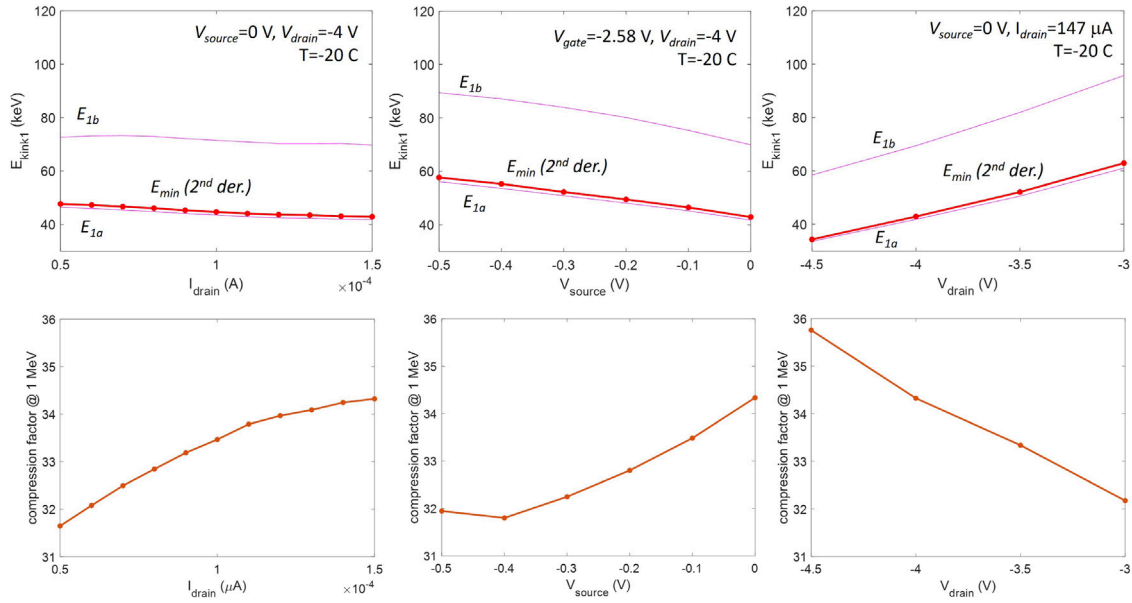 V_source=0 V, V_drain=-4 V
T=-20 C
E_1b
E_min (2nd der.)
E_1a
E_kink1 (keV)
120
100
80
60
40
0.5
1
1.5
I_drain (A)
×10^-4
V_gate=-2.58 V, V_drain=-4 V
T=-20 C
E_1b
E_min (2nd der.)
E_1a
E_kink1 (keV)
120
100
80
60
40
-0.5
-0.4
-0.3
-0.2
-0.1
0
V_source (V)
V_source=0 V, I_drain=147 µA
T=-20 C
E_1b
E_min (2nd der.)
E_1a
E_kink1 (keV)
120
100
80
60
40
-4.5
-4
-3.5
-3
V_drain (V)
compression factor @ 1 MeV
36
35
34
33
32
31
0.5
1
1.5
I_drain (µA)
×10^-4
compression factor @ 1 MeV
36
35
34
33
32
31
-0.5
-0.4
-0.3
-0.2
-0.1
0
V_source (V)
compression factor @ 1 MeV
36
35
34
33
32
31
-4.5
-4
-3.5
-3
V_drain (V)